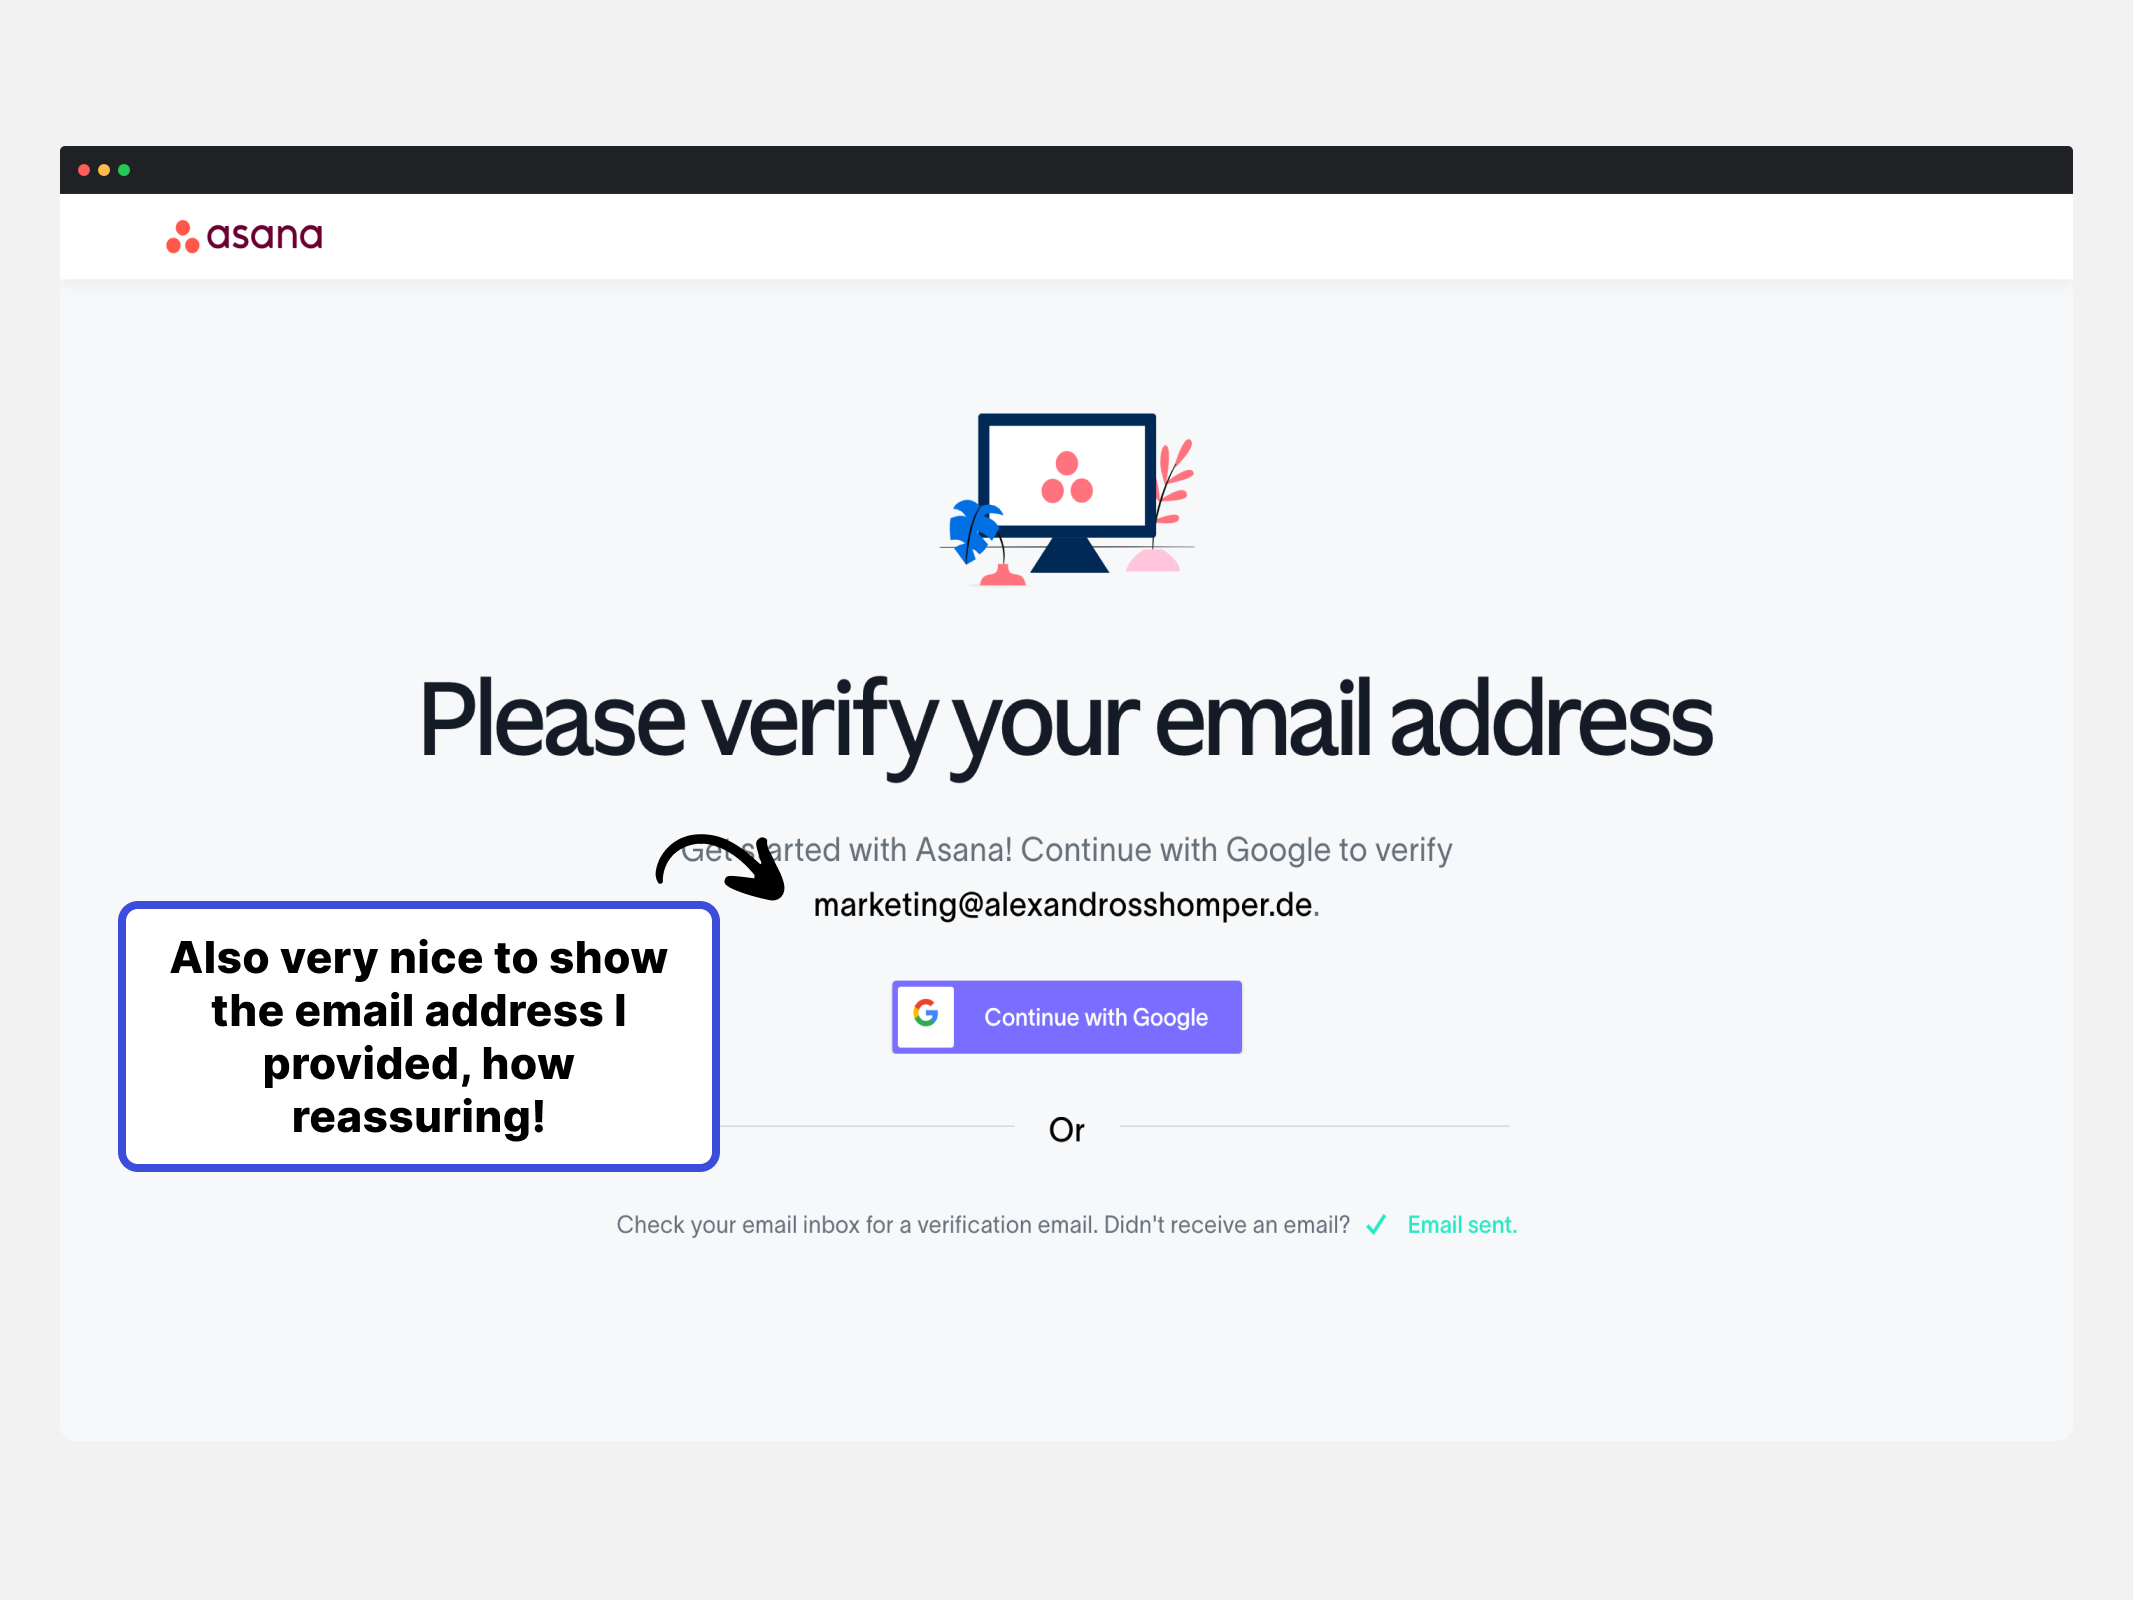 asana
Please verify your email address
Get started with Asana! Continue with Google to verify
marketing@alexandrosshomper.de.
Also very nice to show
the email address I
provided, how
reassuring!
Continue with Google
Or
Check your email inbox for a verification email. Didn't receive an email? ✓ Email sent.